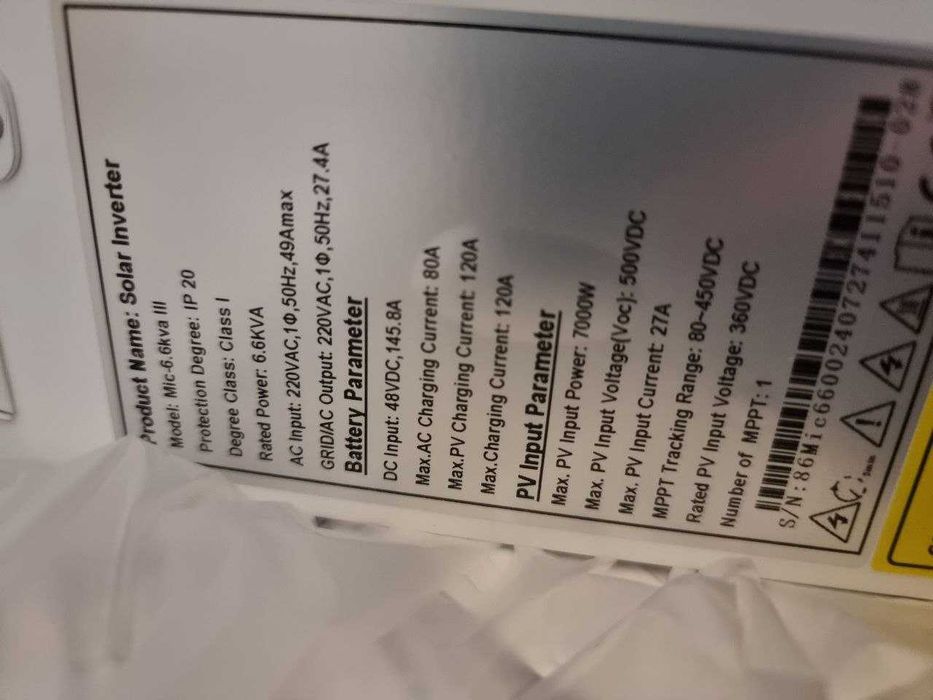 Product Name: Solar Inverter
Model: Mic-6.6kva III
Protection Degree: IP 20
Degree Class: Class I
Rated Power: 6.6KVA
AC Input: 220VAC,1Φ,50Hz,49Amax
GRID/AC Output: 220VAC,1Φ,50Hz,27.4A
Battery Parameter
DC Input: 48VDC,145.8A
Max.AC Charging Current: 80A
Max.PV Charging Current: 120A
Max.Charging Current: 120A
PV Input Parameter
Max. PV Input Power: 7000W
Max. PV Input Voltage(Voc): 500VDC
Max. PV Input Current: 27A
MPPT Tracking Range: 80~450VDC
Rated PV Input Voltage: 360VDC
Number of MPPT: 1
S/N:86Mic66002407272741151​0-028